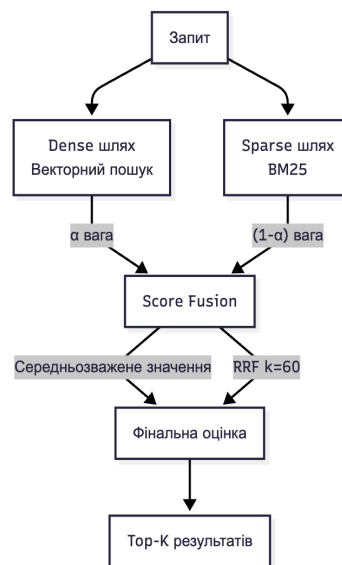 Запит
Dense шлях
Векторний пошук
Sparse шлях
BM25
α вага
(1-α) вага
Score Fusion
Середньозважене значення
RRF k=60
Фінальна оцінка
Top-K результатів